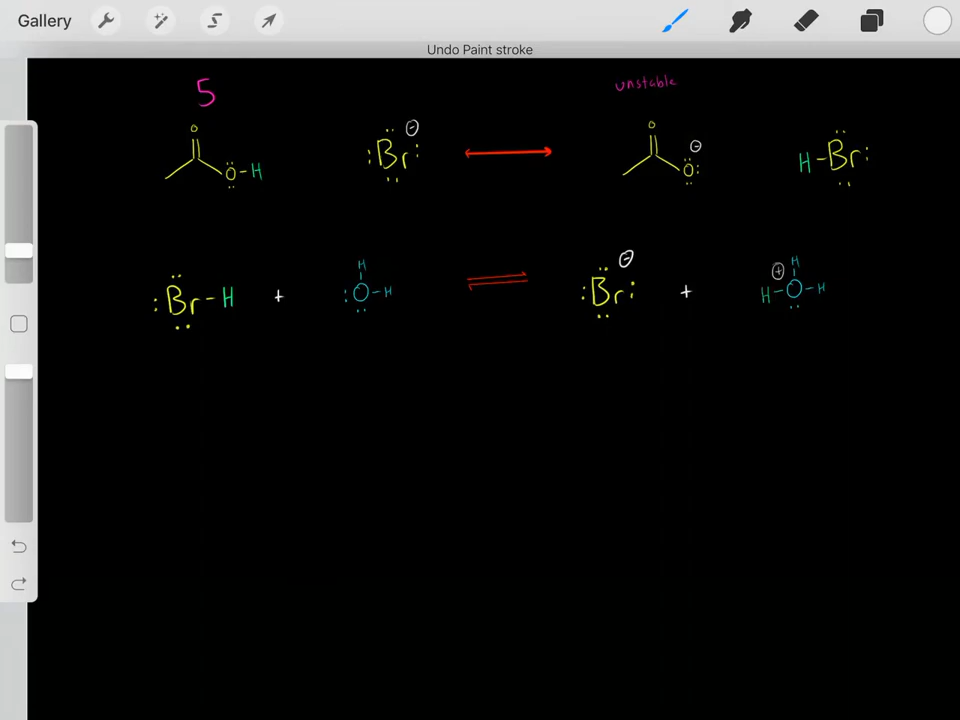 Gallery
Undo Paint stroke
5 unstable
O O
:Br: ⊖ ⊖ H-Br:
O-H O:
H ⊖ ⊕ H
:Br-H + :O-H :Br: + H-O-H